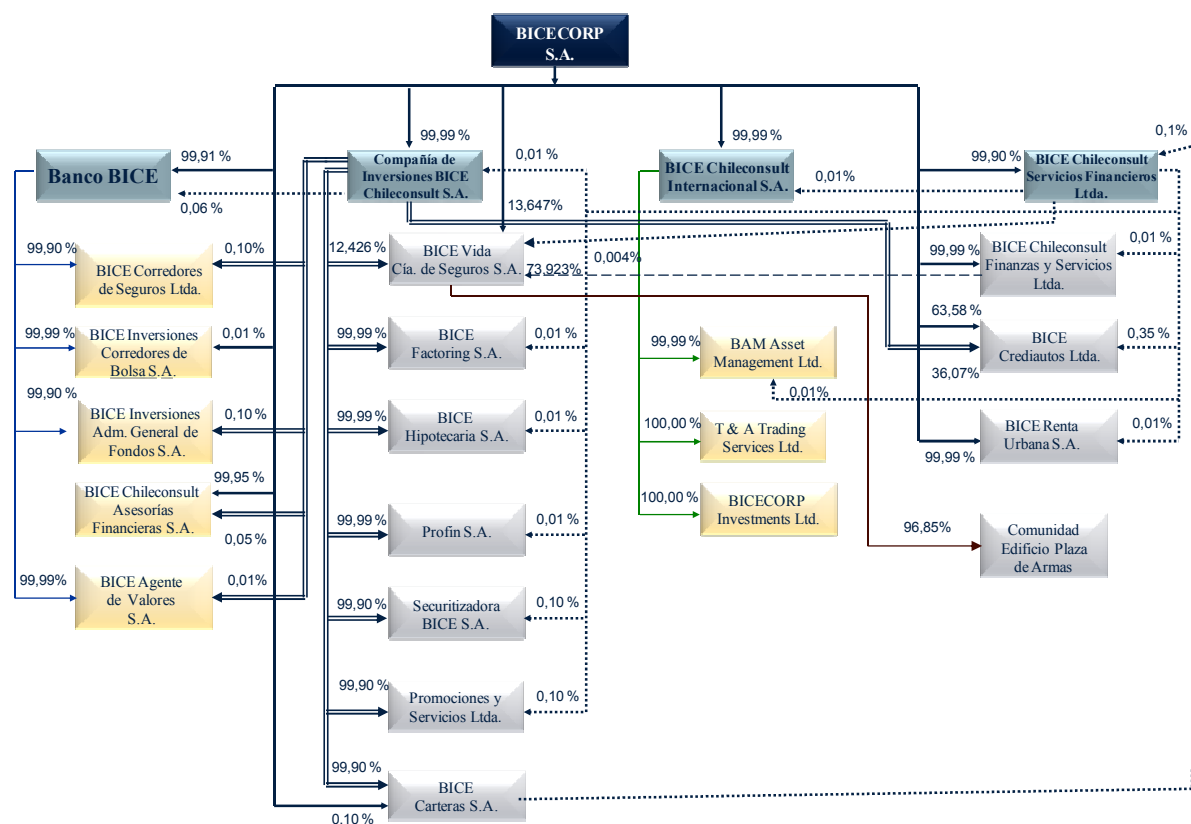 BICECORP
S.A.
99,91 %
99,99 %
0,01 %
99,99 %
99,90 %
0,1%
Banco BICE
Compañía de
Inversiones BICE
Chileconsult S.A.
BICE Chileconsult
Internacional S.A.
BICE Chileconsult
Servicios Financieros
Ltda.
0,06 %
13,647%
0,01%
99,90 %
BICE Corredores
de Seguros Ltda.
0,10%
12,426 %
BICE Vida
Cía. de Seguros S.A.
73,923%
0,004%
99,99 %
BICE Chileconsult
Finanzas y Servicios
Ltda.
0,01 %
99,99 %
BICE Inversiones
Corredores de
Bolsa S.A.
0,01 %
99,99 %
BICE
Factoring S.A.
0,01 %
99,99 %
BAM Asset
Management Ltd.
0,01%
63,58 %
BICE
Crediautos Ltda.
36,07%
0,35 %
99,90 %
BICE Inversiones
Adm. General de
Fondos S.A.
0,10 %
99,99 %
BICE
Hipotecaria S.A.
0,01 %
100,00 %
T & A Trading
Services Ltd.
BICE Renta
Urbana S.A.
99,99 %
0,01%
BICE Chileconsult
Asesorías
Financieras S.A.
99,95 %
0,05 %
99,99 %
Profin S.A.
0,01 %
100,00 %
BICECORP
Investments Ltd.
96,85%
Comunidad
Edificio Plaza
de Armas
99,99%
BICE Agente
de Valores
S.A.
0,01%
99,90 %
Securitizadora
BICE S.A.
0,10 %
99,90 %
Promociones y
Servicios Ltda.
0,10 %
99,90 %
BICE
Carteras S.A.
0,10 %